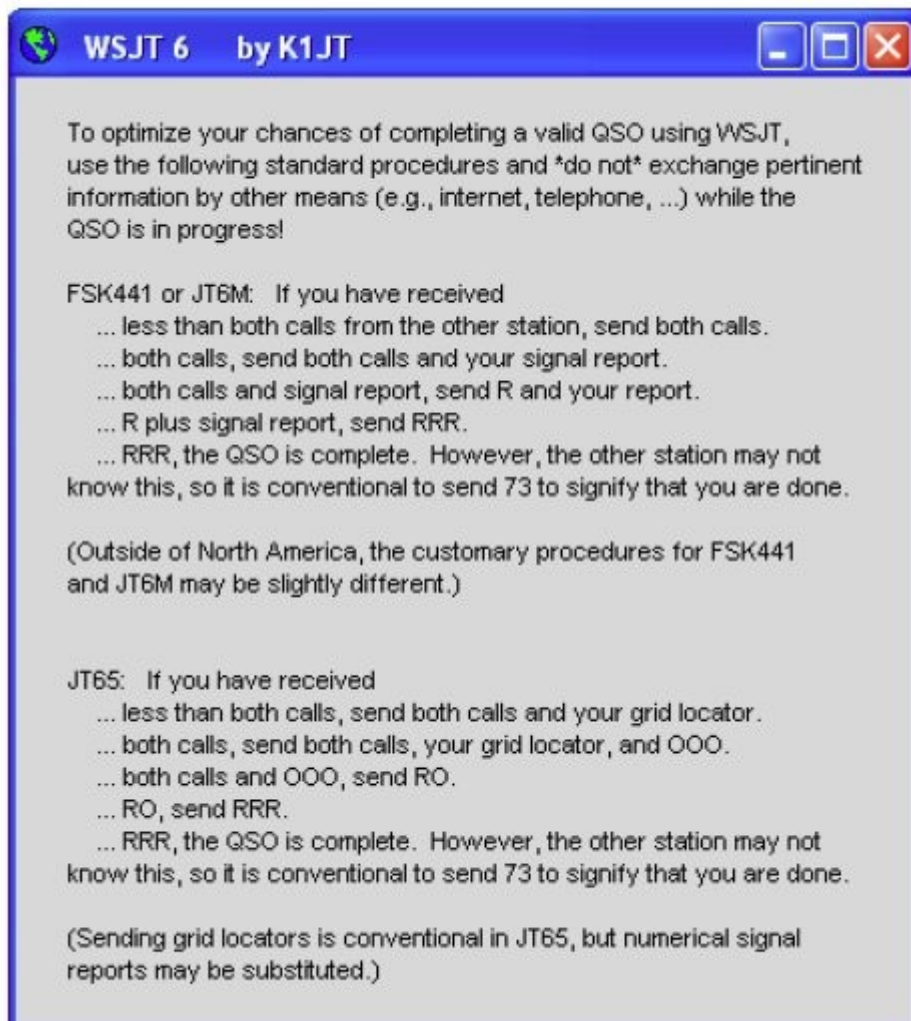 WSJT 6 by K1JT
To optimize your chances of completing a valid QSO using WSJT,
use the following standard procedures and *do not* exchange pertinent
information by other means (e.g., internet, telephone, ...) while the
QSO is in progress!
FSK441 or JT6M: If you have received
... less than both calls from the other station, send both calls.
... both calls, send both calls and your signal report.
... both calls and signal report, send R and your report.
... R plus signal report, send RRR.
... RRR, the QSO is complete. However, the other station may not
know this, so it is conventional to send 73 to signify that you are done.
(Outside of North America, the customary procedures for FSK441
and JT6M may be slightly different.)
JT65: If you have received
... less than both calls, send both calls and your grid locator.
... both calls, send both calls, your grid locator, and OOO.
... both calls and OOO, send RO.
... RO, send RRR.
... RRR, the QSO is complete. However, the other station may not
know this, so it is conventional to send 73 to signify that you are done.
(Sending grid locators is conventional in JT65, but numerical signal
reports may be substituted.)